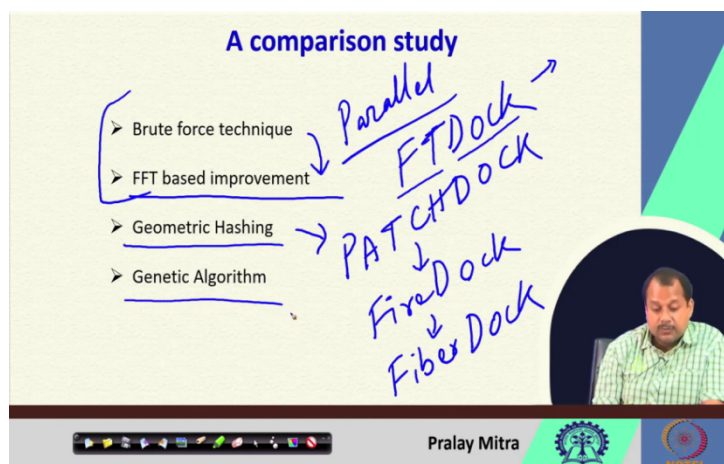 A comparison study
Brute force technique
FFT based improvement
Geometric Hashing
Genetic Algorithm
Parallel
FTDock
PATCHDOCK
FireDock
FiberDock
Pralay Mitra